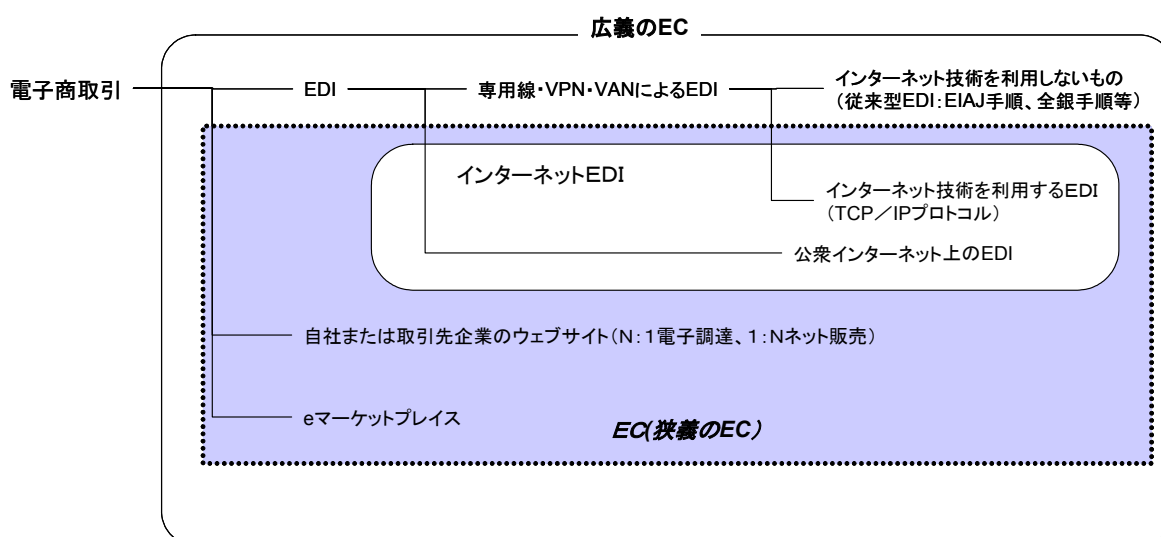 広義のEC
電子商取引
EDI
専用線・VPN・VANによるEDI
インターネット技術を利用しないもの
（従来型EDI：EIAJ手順、全銀手順等）
インターネットEDI
インターネット技術を利用するEDI
（TCP／IPプロトコル）
公衆インターネット上のEDI
自社または取引先企業のウェブサイト（N：1電子調達、1：Nネット販売）
eマーケットプレイス
EC(狭義のEC）